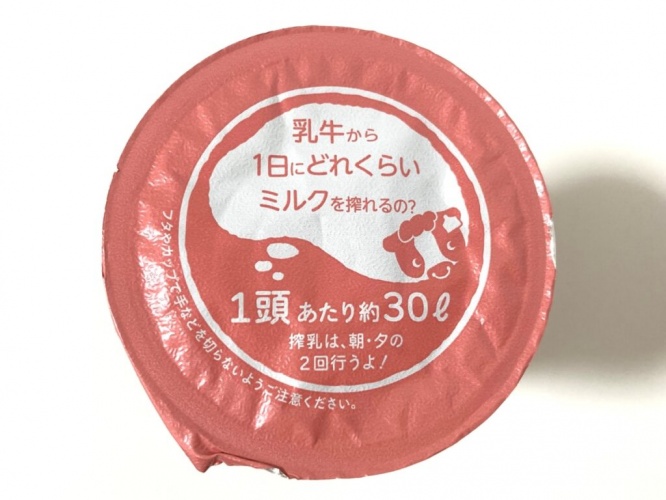 乳牛から
1日にどれくらい
ミルクを搾れるの?
1頭あたり約30ℓ
搾乳は、朝・夕の
2回行うよ!
フタやカップで手などを切らないようご注意ください。